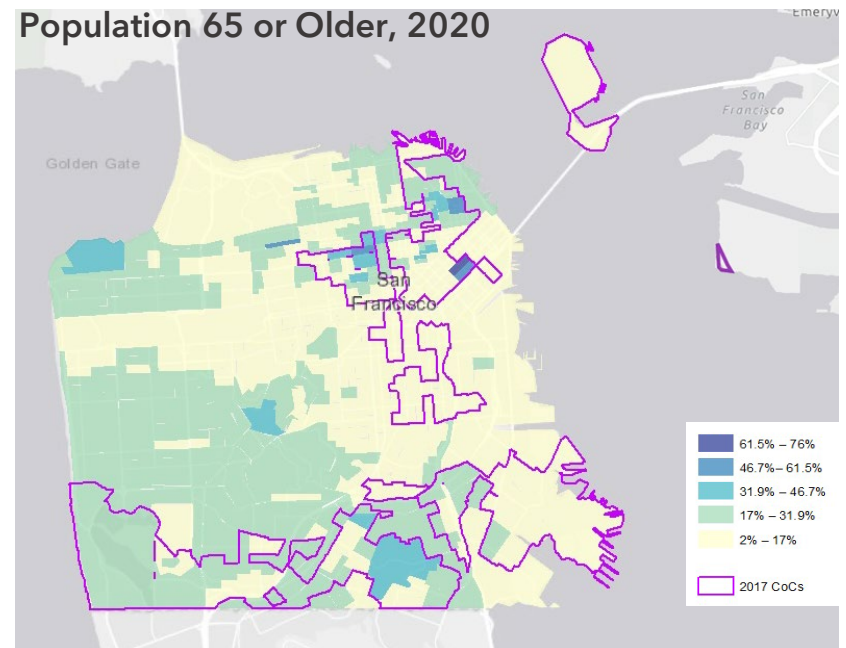 Population 65 or Older, 2020
Emeryv
San
Francisco
Bay
Golden Gate
San
Francisco
61.5% – 76%
46.7%– 61.5%
31.9% – 46.7%
17% – 31.9%
2% – 17%
2017 CoCs